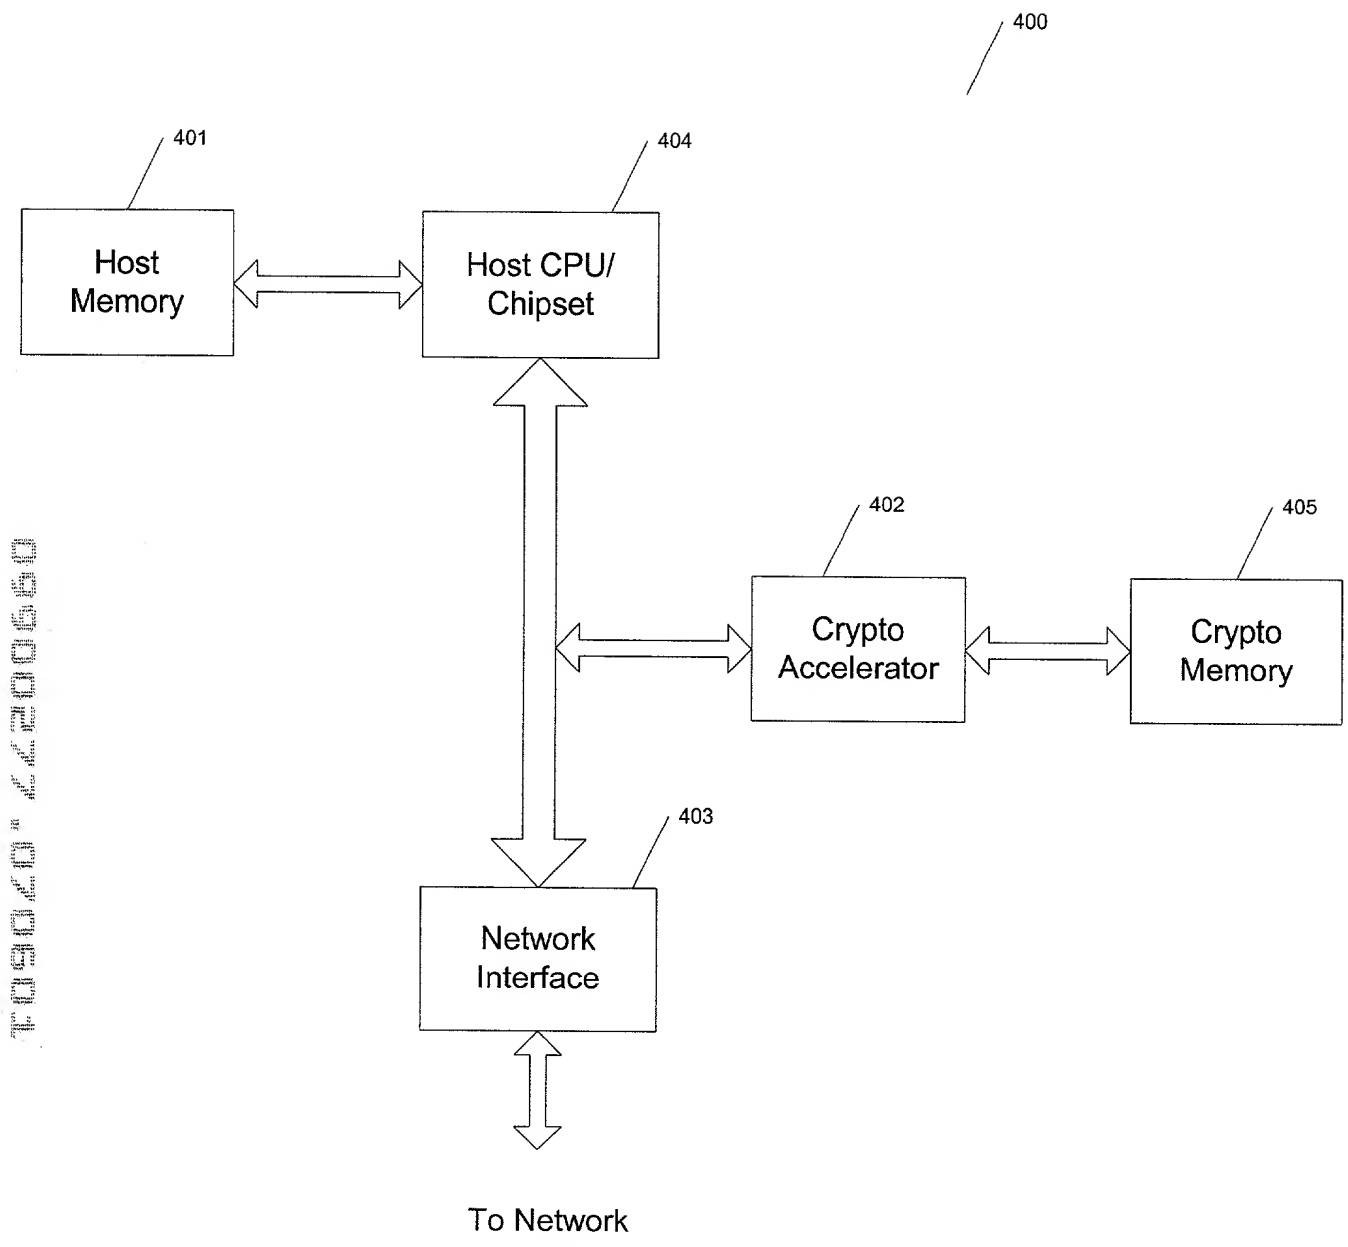 400
401
404
Host
Memory
Host CPU/
Chipset
402
405
Crypto
Accelerator
Crypto
Memory
403
Network
Interface
To Network